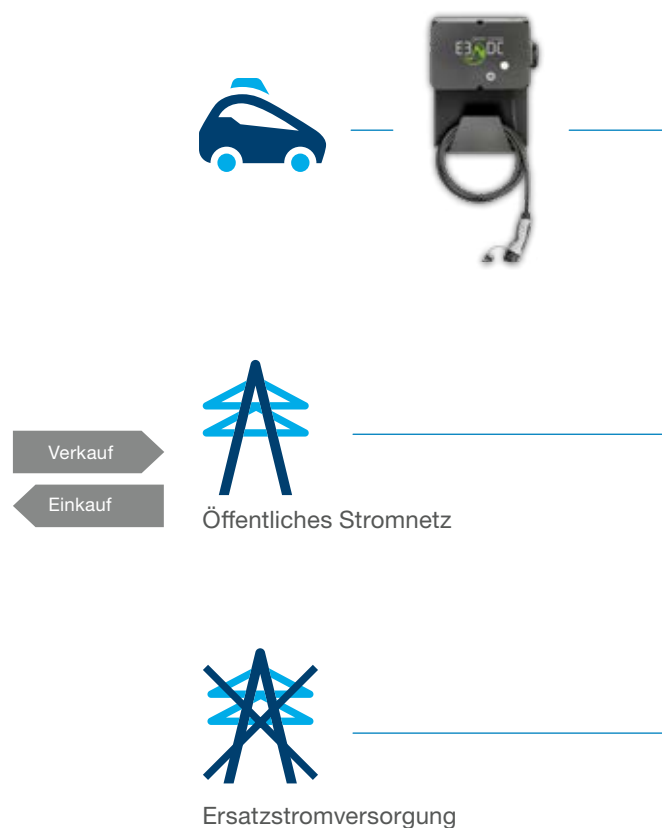 E3/DC
Verkauf
Einkauf
Öffentliches Stromnetz
Ersatzstromversorgung